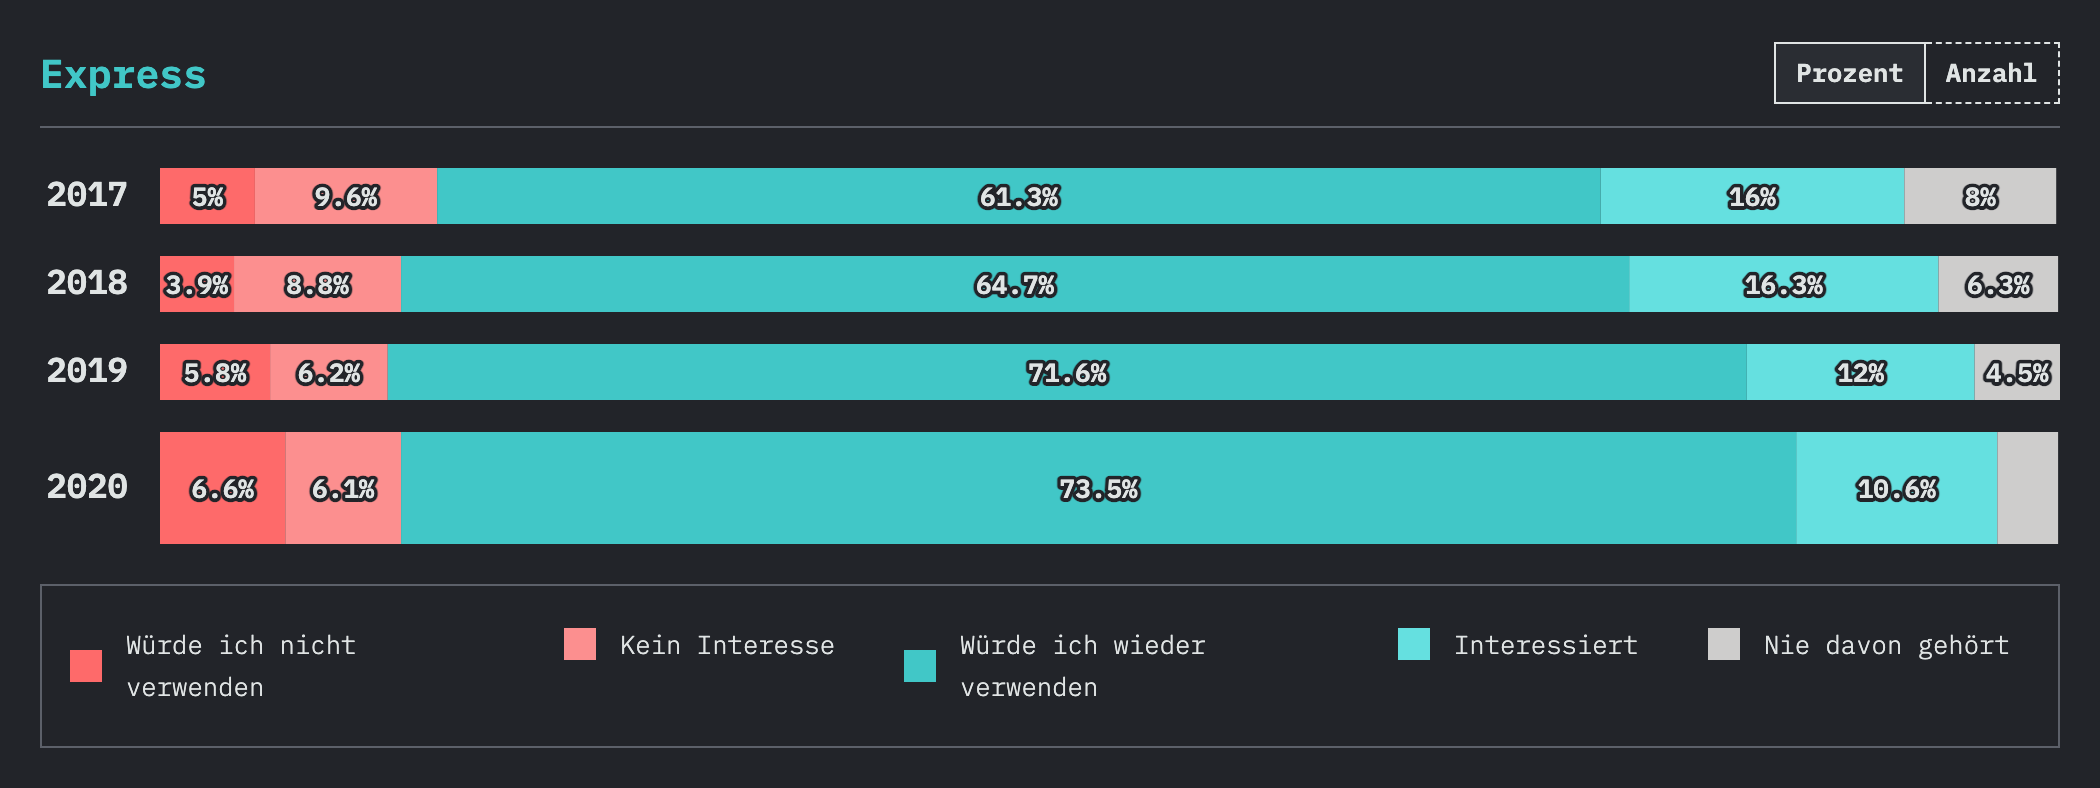 Express
Prozent Anzahl
2017 5% 9.6% 61.3% 16% 8%
2018 3.9% 8.8% 64.7% 16.3% 6.3%
2019 5.8% 6.2% 71.6% 12% 4.5%
2020 6.6% 6.1% 73.5% 10.6%
Würde ich nicht
verwenden
Kein Interesse
Würde ich wieder
verwenden
Interessiert
Nie davon gehört